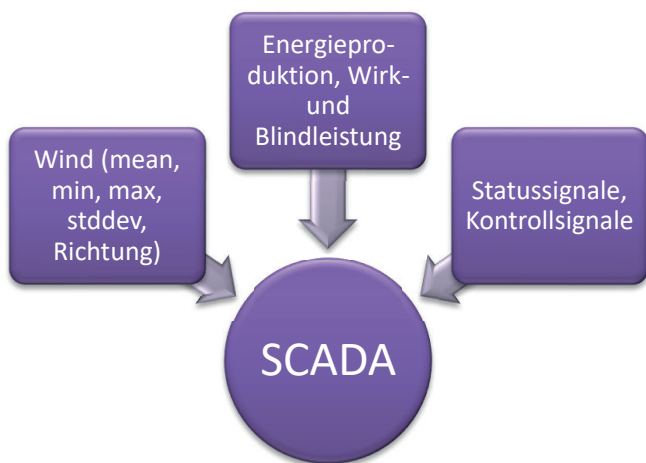 Energiepro-
duktion, Wirk-
und
Blindleistung
Wind (mean,
min, max,
stddev,
Richtung)
Statussignale,
Kontrollsignale
SCADA